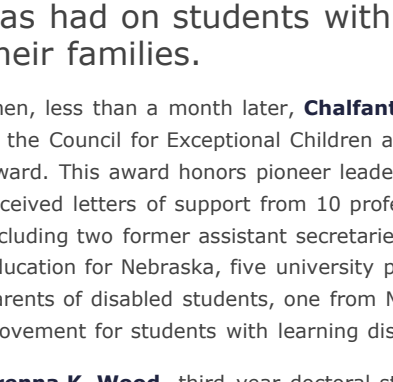 as had on students with
heir families.
hen, less than a month later, Chalfant
the Council for Exceptional Children a
ward. This award honors pioneer leade
ceived letters of support from 10 profe
cluding two former assistant secretarie
ducation for Nebraska, five university p
arents of disabled students, one from
ovement for students with learning dis
renna K. Wood, third-year doctoral st